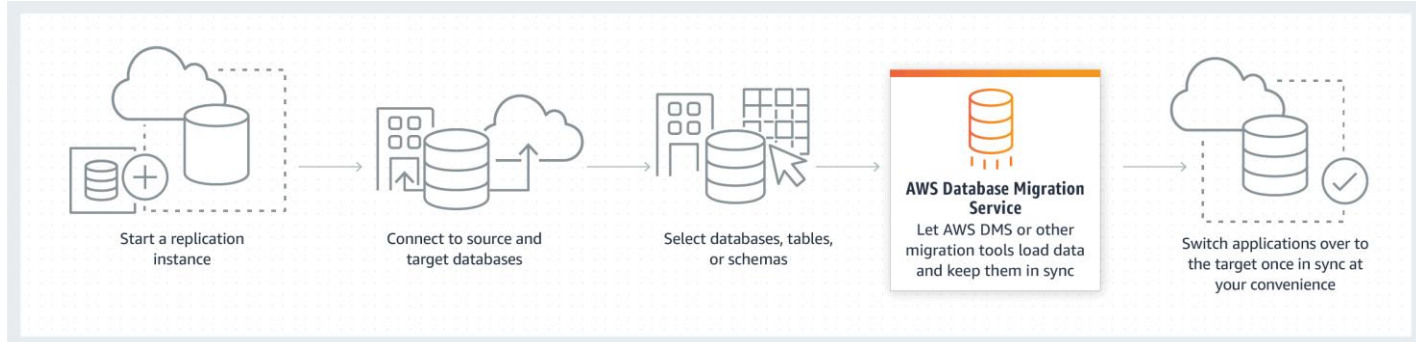 Start a replication
instance
Connect to source and
target databases
Select databases, tables,
or schemas
AWS Database Migration
Service
Let AWS DMS or other
migration tools load data
and keep them in sync
Switch applications over to
the target once in sync at
your convenience